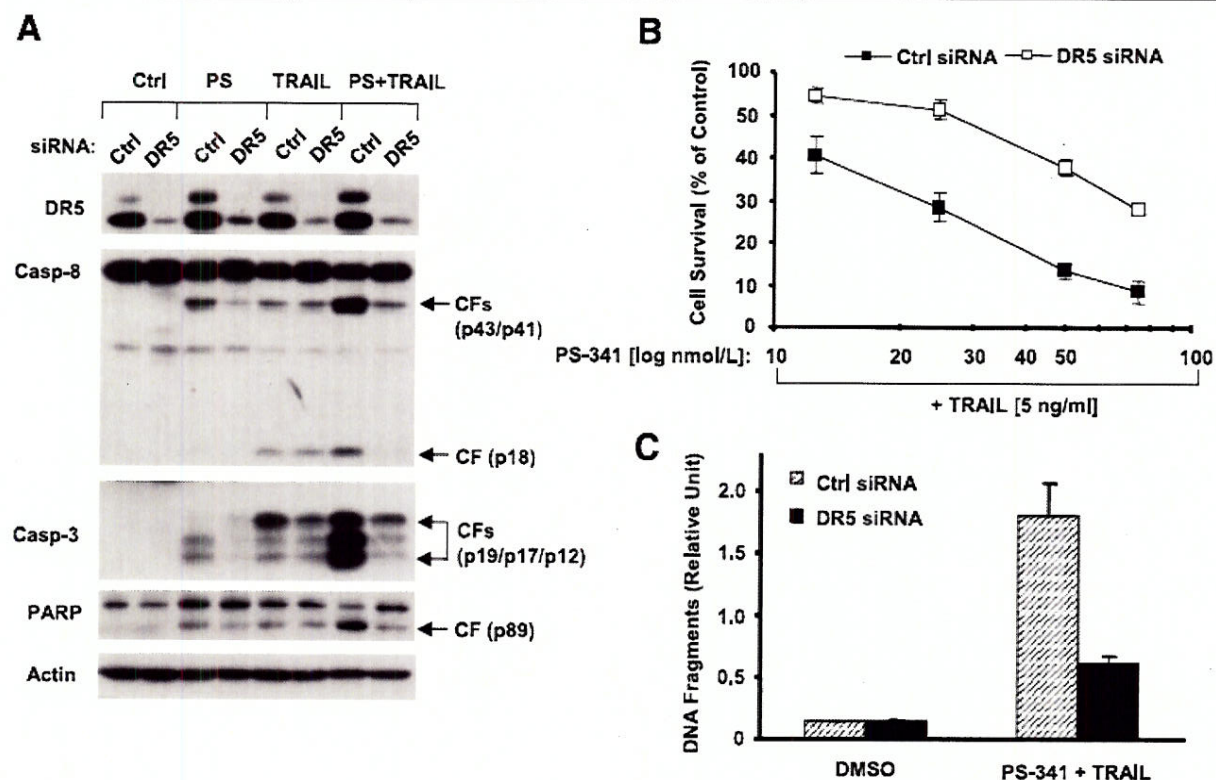 A
Ctrl PS TRAIL PS+TRAIL
siRNA: Ctrl DR5 Ctrl DR5 Ctrl DR5 Ctrl DR5
DR5
Casp-8
CFs
(p43/p41)
CF (p18)
Casp-3
CFs
(p19/p17/p12)
PARP
CF (p89)
Actin
B
Ctrl siRNA DR5 siRNA
Cell Survival (% of Control)
100
50
40
30
20
10
0
PS-341 [log nmol/L]: 10 20 30 40 50 100
+ TRAIL [5 ng/ml]
C
Ctrl siRNA
DR5 siRNA
DNA Fragments (Relative Unit)
2.0
1.5
1.0
0.5
0
DMSO PS-341 + TRAIL